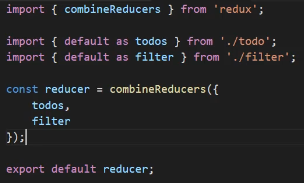 import { combineReducers } from 'redux';
import { default as todos } from './todo';
import { default as filter } from './filter';
const reducer = combineReducers({
    todos,
    filter
});
export default reducer;